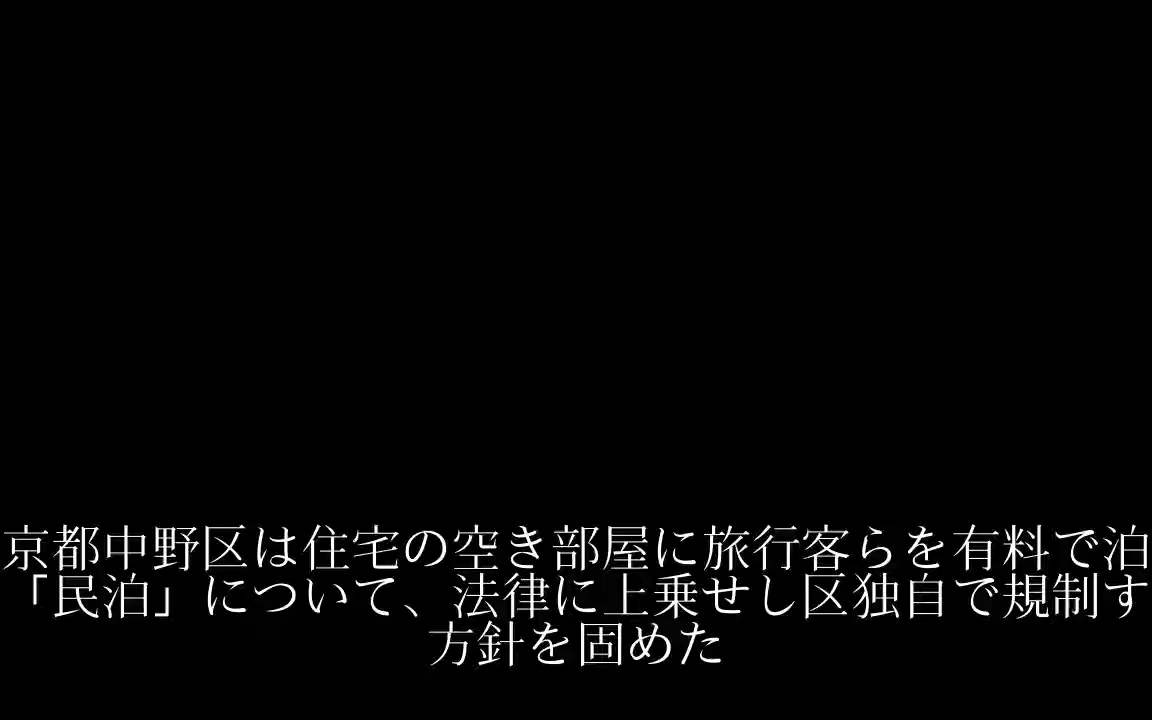 京都中野区は住宅の空き部屋に旅行客らを有料で泊
「民泊」について、法律に上乗せし区独自で規制す
方針を固めた